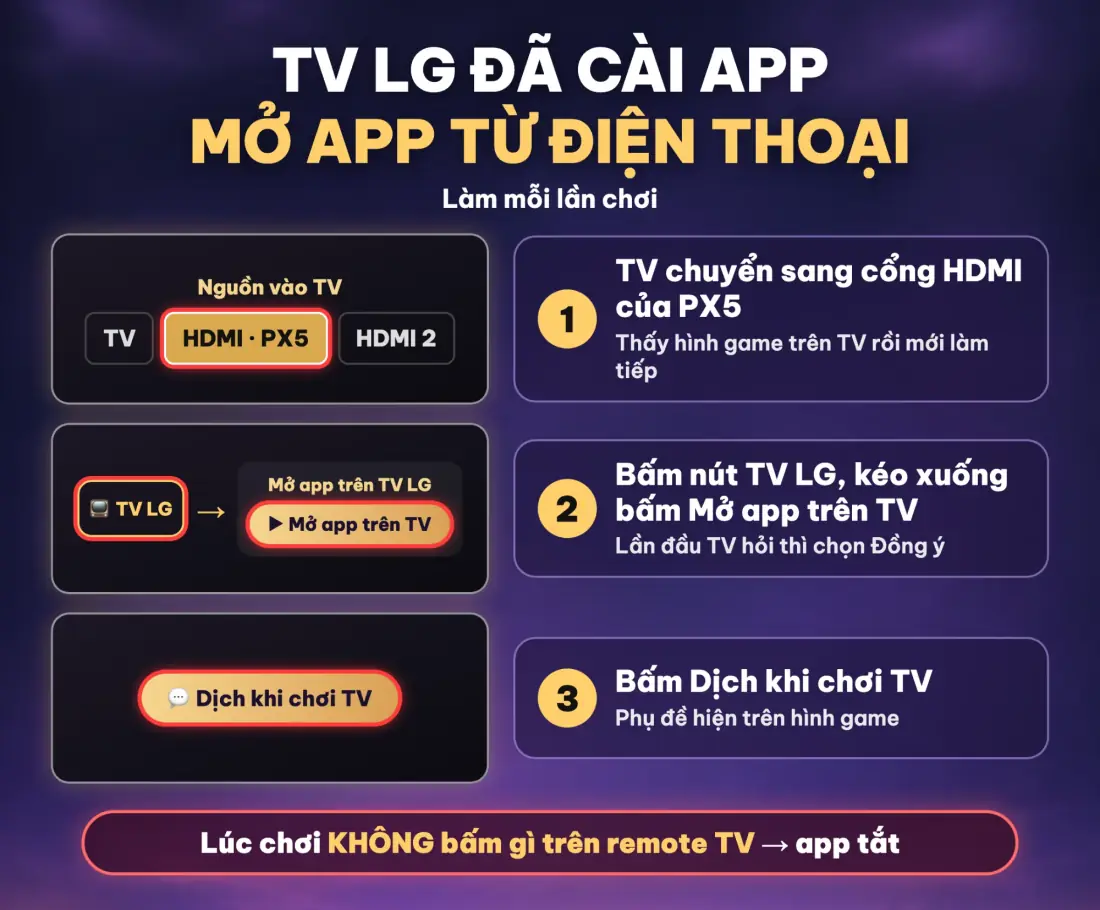 TV LG ĐÃ CÀI APP
MỞ APP TỪ ĐIỆN THOẠI
Làm mỗi lần chơi
Nguồn vào TV
TV
HDMI · PX5
HDMI 2
1
TV chuyển sang cổng HDMI
của PX5
Thấy hình game trên TV rồi mới làm
tiếp
TV LG
→
Mở app trên TV LG
▶ Mở app trên TV
2
Bấm nút TV LG, kéo xuống
bấm Mở app trên TV
Lần đầu TV hỏi thì chọn Đồng ý
Dịch khi chơi TV
3
Bấm Dịch khi chơi TV
Phụ đề hiện trên hình game
Lúc chơi KHÔNG bấm gì trên remote TV → app tắt